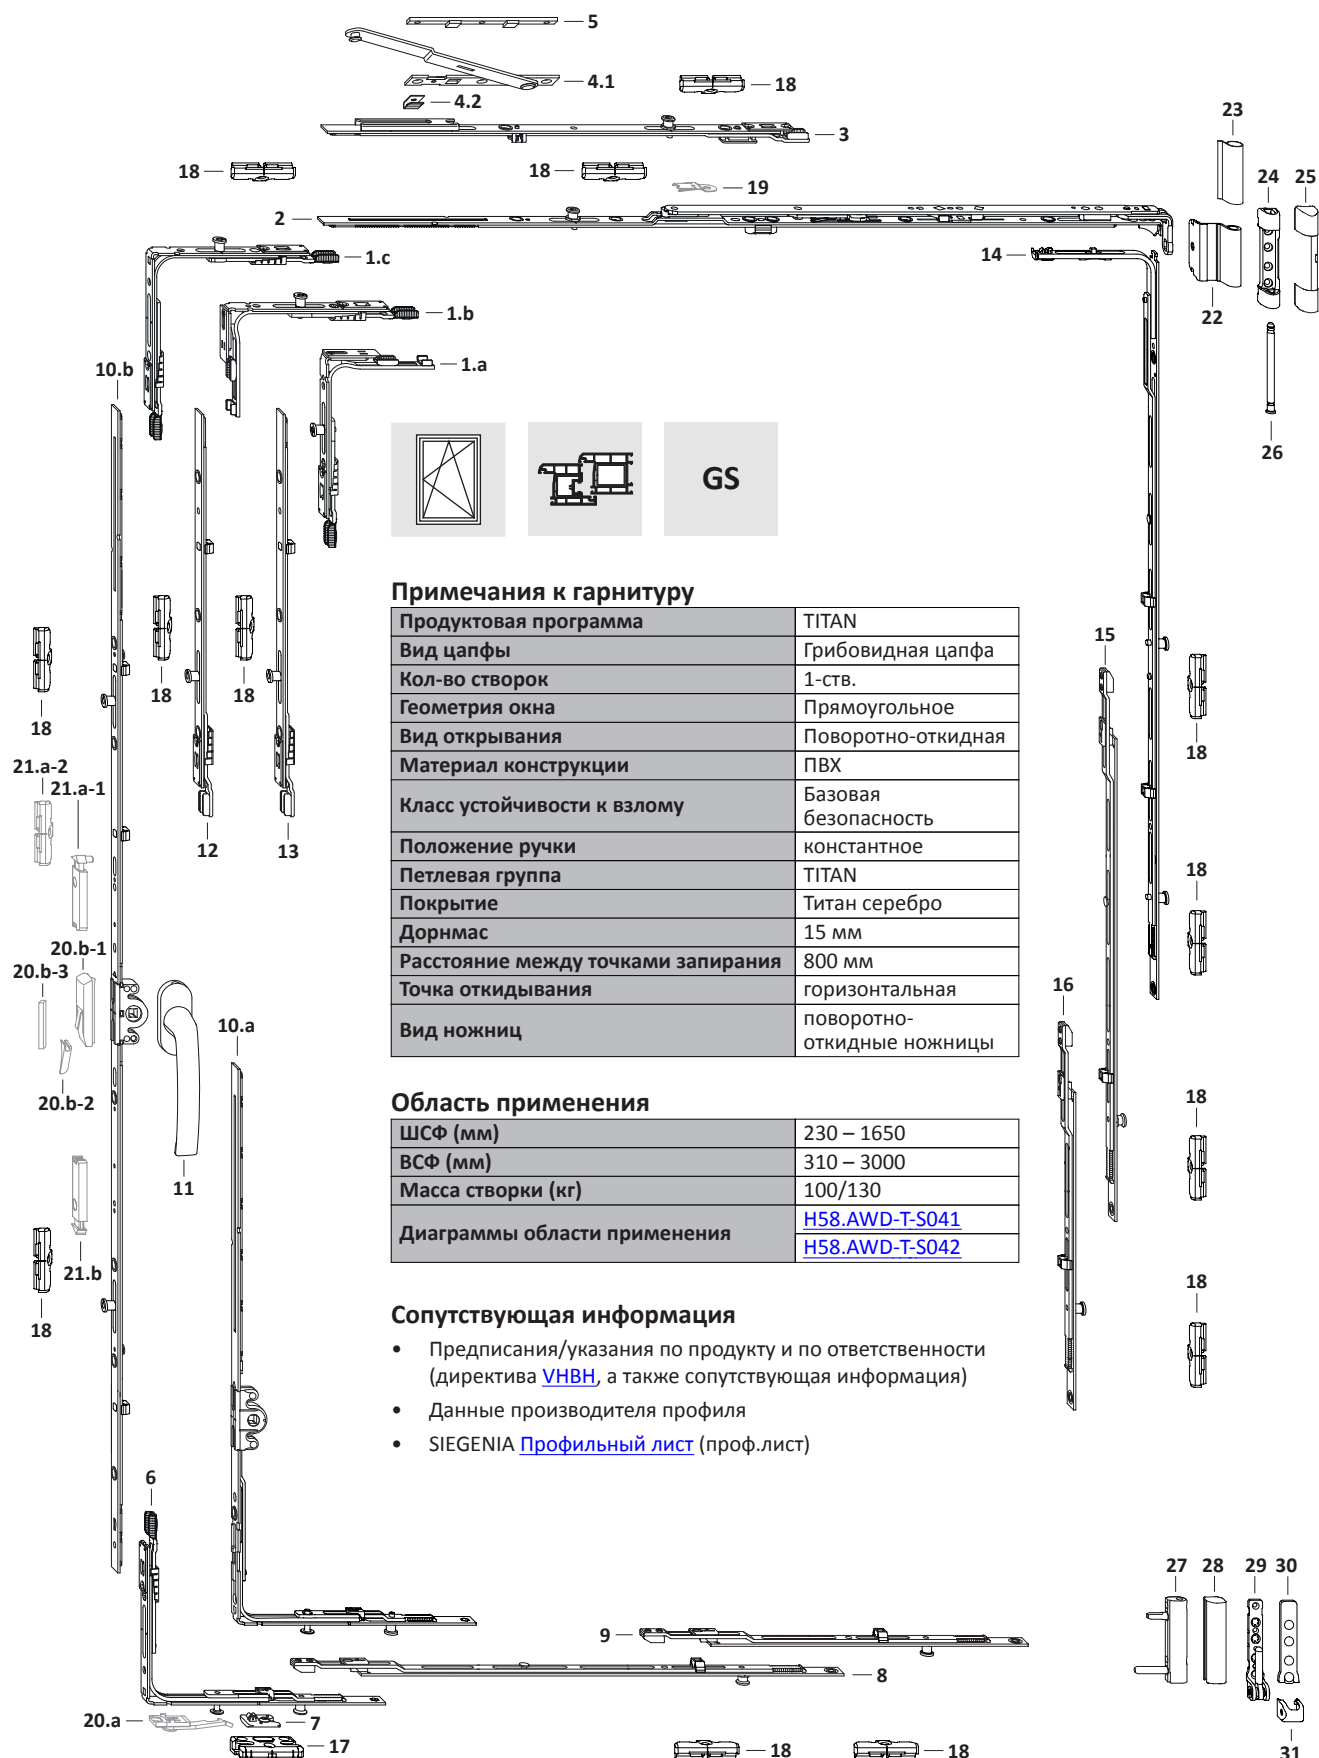 5
4.1
18
4.2
3
23
18
18
19
24
25
2
1.c
14
22
1.b
10.b
1.a
26
GS
Примечания к гарнитуру
Продуктовая программа TITAN
Вид цапфы Грибовидная цапфа
Кол-во створок 1-ств.
Геометрия окна Прямоугольное
Вид открывания Поворотно-откидная
Материал конструкции ПВХ
Класс устойчивости к взлому Базовая
безопасность
Положение ручки константное
Петлевая группа TITAN
Покрытие Титан серебро
Дорнмас 15 мм
Расстояние между точками запирания 800 мм
Точка откидывания горизонтальная
Вид ножниц поворотно-
откидные ножницы
15
18
18
18
18
21.a-2
21.a-1
12
13
18
20.b-1
20.b-3
16
10.a
20.b-2
18
Область применения
ШСФ (мм) 230 – 1650
ВСФ (мм) 310 – 3000
Масса створки (кг) 100/130
Диаграммы области применения H58.AWD-T-S041
H58.AWD-T-S042
11
21.b
18
18
Сопутствующая информация
• Предписания/указания по продукту и по ответственности
(директива VHBH, а также сопутствующая информация)
• Данные производителя профиля
• SIEGENIA Профильный лист (проф.лист)
6
27
28
29
30
9
8
20.a
7
17
18
18
31